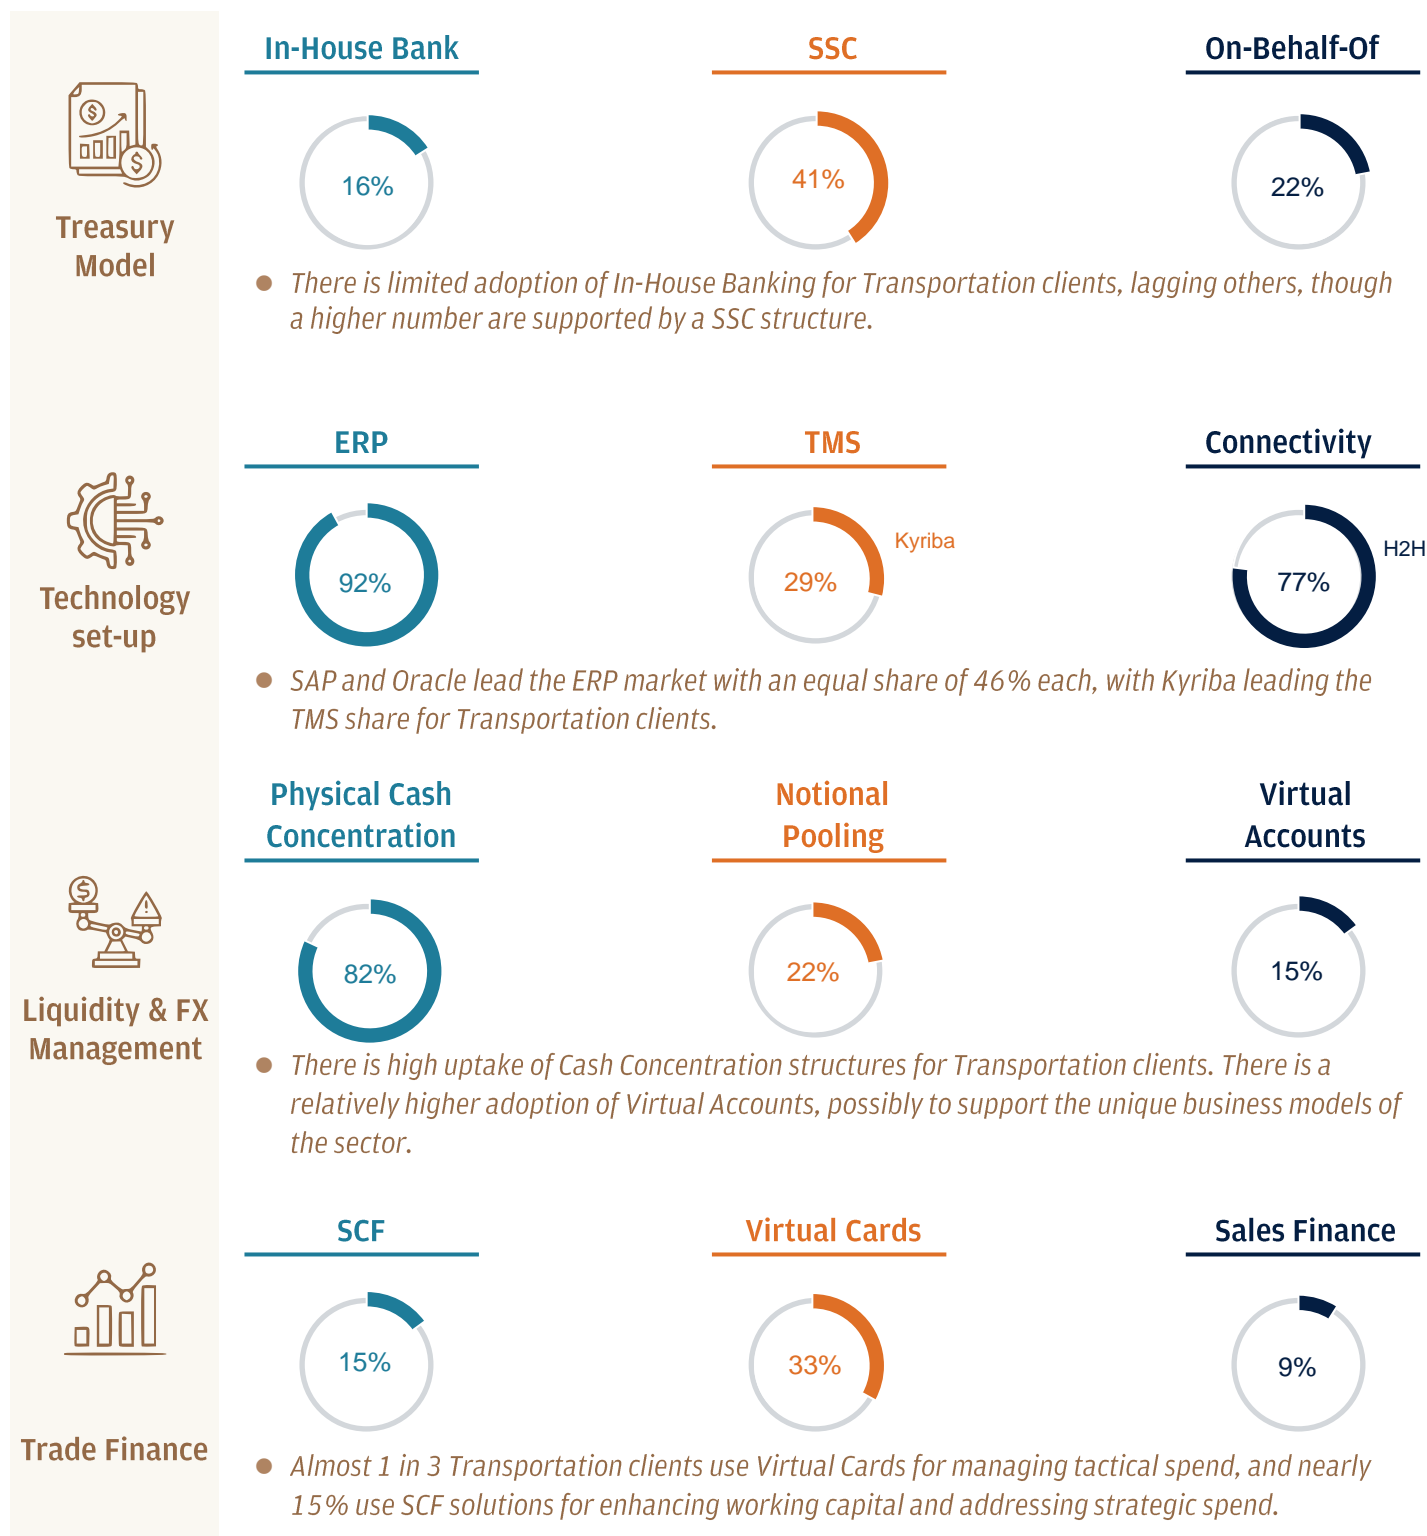 In-House Bank
SSC
On-Behalf-Of
$
$
16%
41%
22%
Treasury
Model
There is limited adoption of In-House Banking for Transportation clients, lagging others, though
a higher number are supported by a SSC structure.
ERP
TMS
Connectivity
Kyriba
H2H
92%
29%
77%
Technology
set-up
SAP and Oracle lead the ERP market with an equal share of 46% each, with Kyriba leading the
TMS share for Transportation clients.
Physical Cash
Concentration
Notional
Pooling
Virtual
Accounts
$
!
82%
22%
15%
Liquidity & FX
Management
There is high uptake of Cash Concentration structures for Transportation clients. There is a
relatively higher adoption of Virtual Accounts, possibly to support the unique business models of
the sector.
SCF
Virtual Cards
Sales Finance
15%
33%
9%
Trade Finance
Almost 1 in 3 Transportation clients use Virtual Cards for managing tactical spend, and nearly
15% use SCF solutions for enhancing working capital and addressing strategic spend.